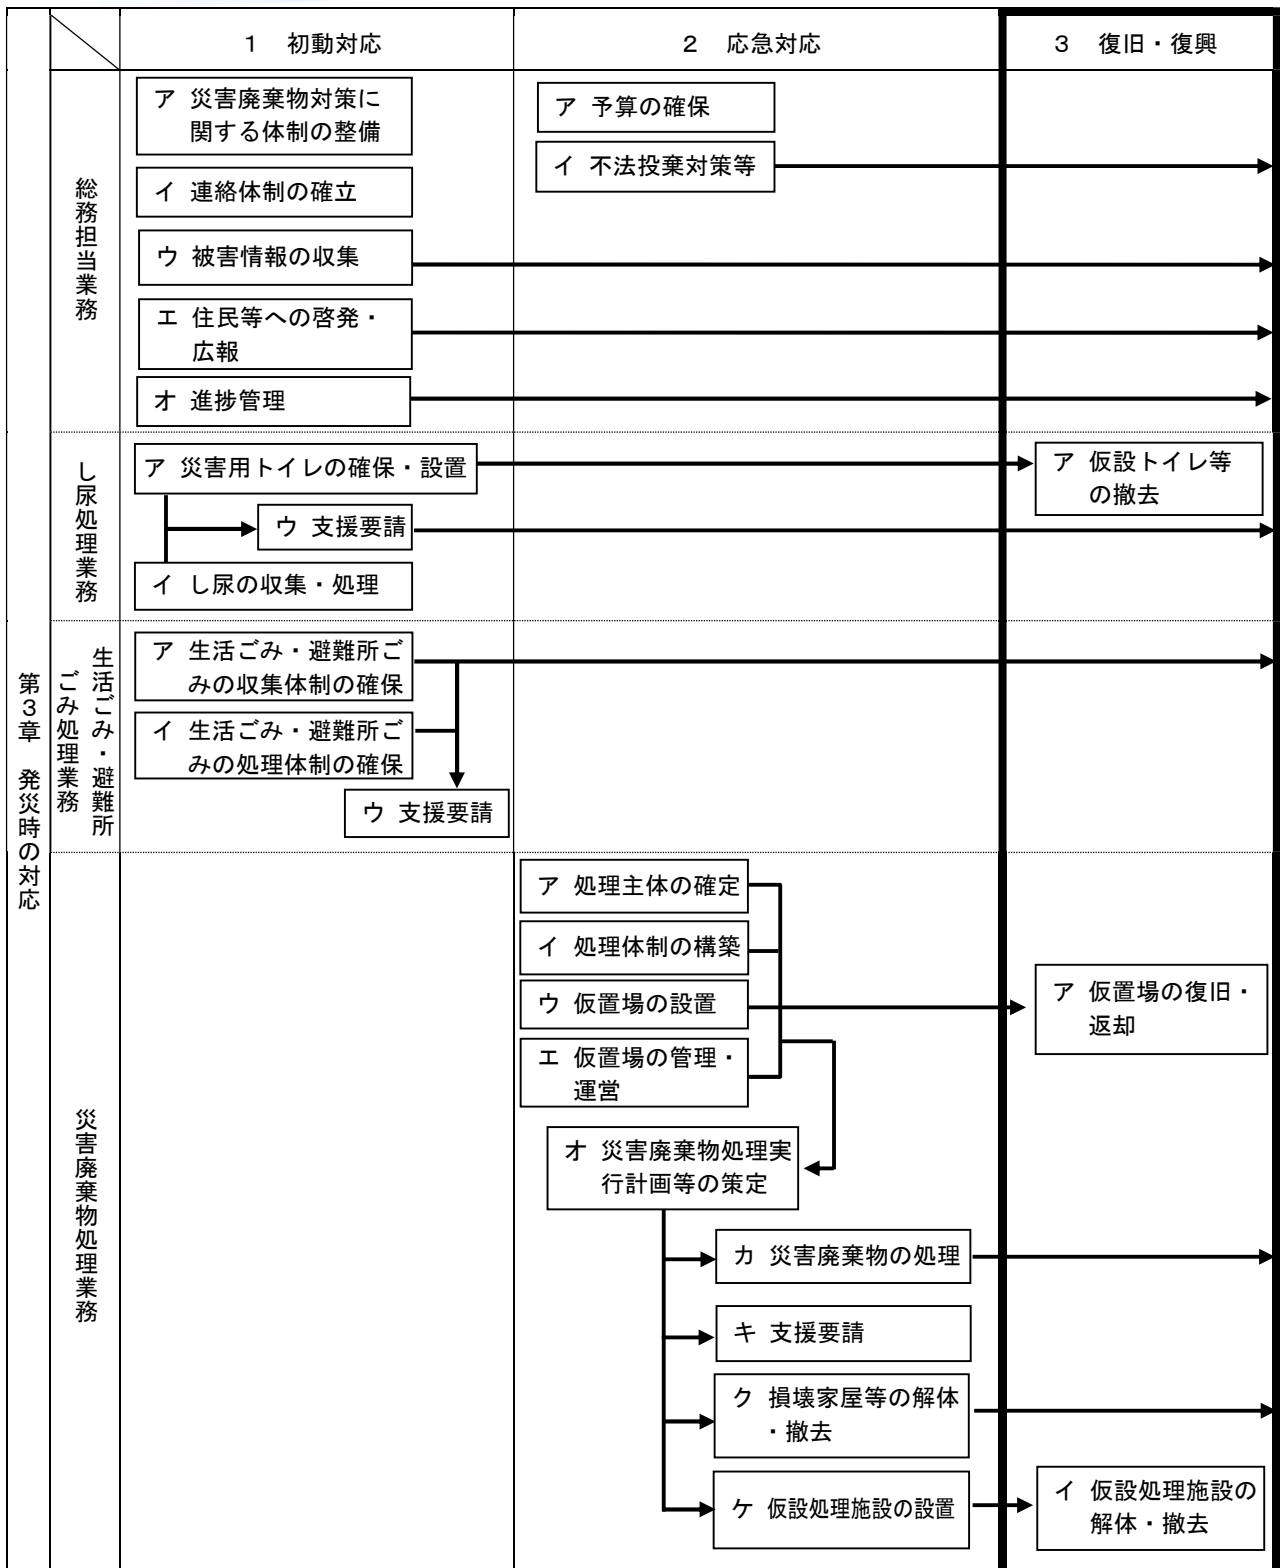 第３章　発災時の対応
１　初動対応
２　応急対応
３　復旧・復興
総務担当業務
ア 災害廃棄物対策に
関する体制の整備
イ 連絡体制の確立
ウ 被害情報の収集
エ 住民等への啓発・
広報
オ 進捗管理
ア 予算の確保
イ 不法投棄対策等
し尿処理業務
ア 災害用トイレの確保・設置
ウ 支援要請
イ し尿の収集・処理
ア 仮設トイレ等
の撤去
生活ごみ・避難所
ごみ処理業務
ア 生活ごみ・避難所ご
みの収集体制の確保
イ 生活ごみ・避難所ご
みの処理体制の確保
ウ 支援要請
災害廃棄物処理業務
ア 処理主体の確定
イ 処理体制の構築
ウ 仮置場の設置
エ 仮置場の管理・
運営
オ 災害廃棄物処理実
行計画等の策定
カ 災害廃棄物の処理
キ 支援要請
ク 損壊家屋等の解体
・撤去
ケ 仮設処理施設の設置
ア 仮置場の復旧・
返却
イ 仮設処理施設の
解体・撤去